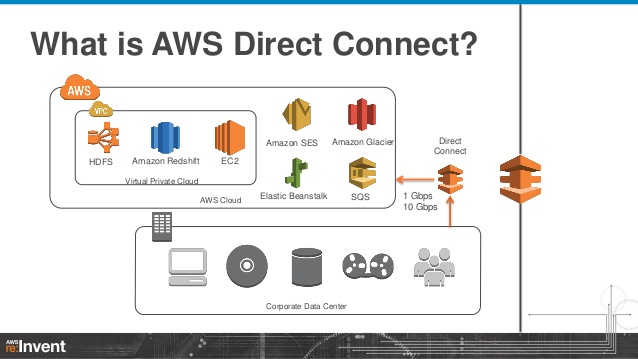 What is AWS Direct Connect?
AWS
VPC
HDFS
Amazon Redshift
EC2
Virtual Private Cloud
AWS Cloud
Amazon SES
Amazon Glacier
Elastic Beanstalk
SQS
Direct
Connect
1 Gbps
10 Gbps
Corporate Data Center
AWS
re:Invent